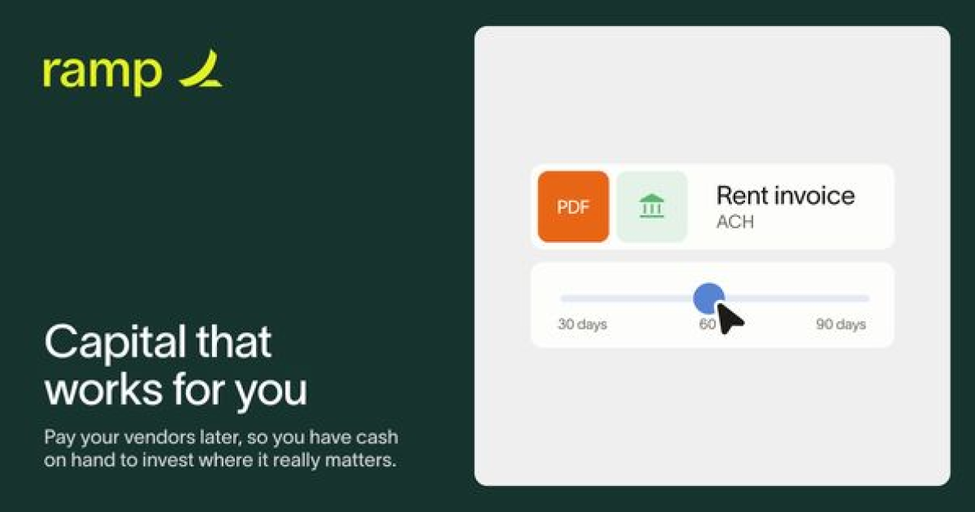 ramp
Capital that
works for you
Pay your vendors later, so you have cash
on hand to invest where it really matters.
PDF
Rent invoice
ACH
30 days
60
90 days